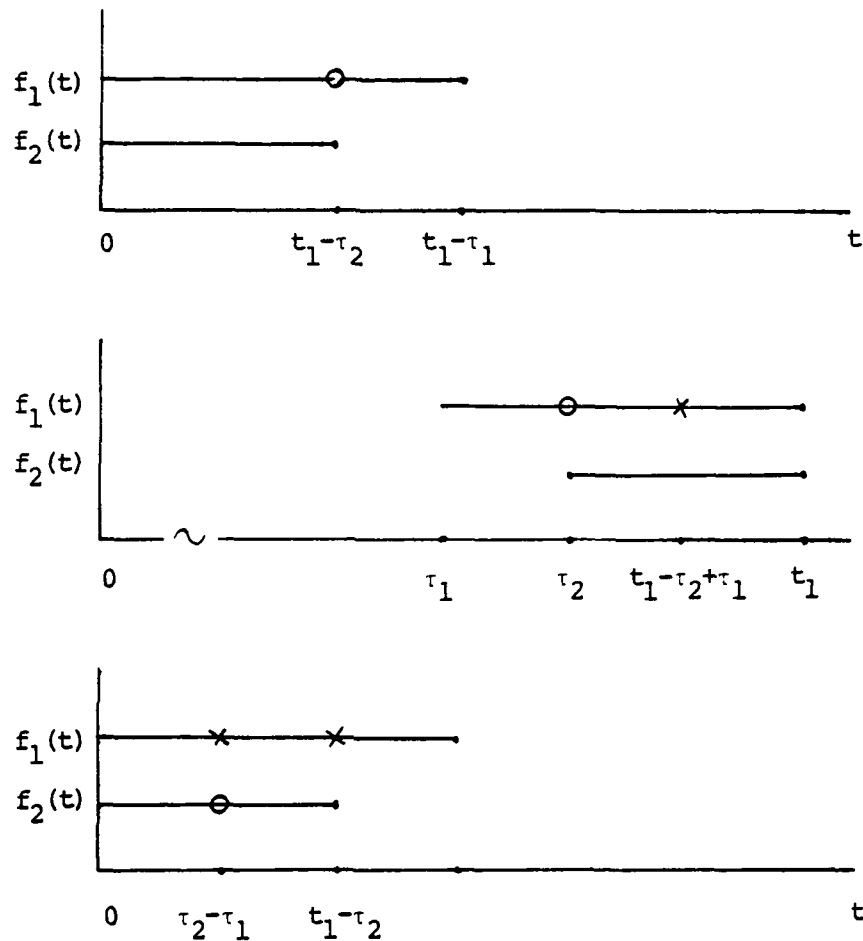 f₁(t)
f₂(t)
0 t₁-τ₂ t₁-τ₁ t
f₁(t)
f₂(t)
0 τ₁ τ₂ t₁-τ₂+τ₁ t₁
f₁(t)
f₂(t)
0 τ₂-τ₁ t₁-τ₂ t